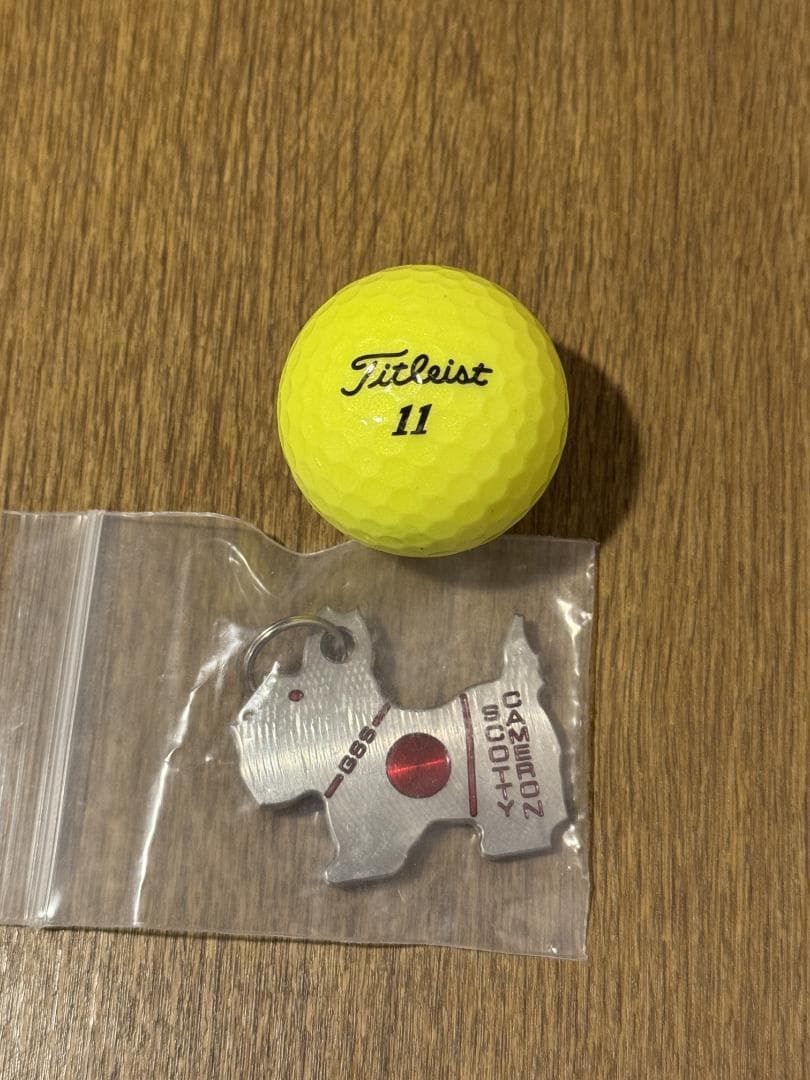 Titleist
11
GSS
SCOTTY
CAMERON